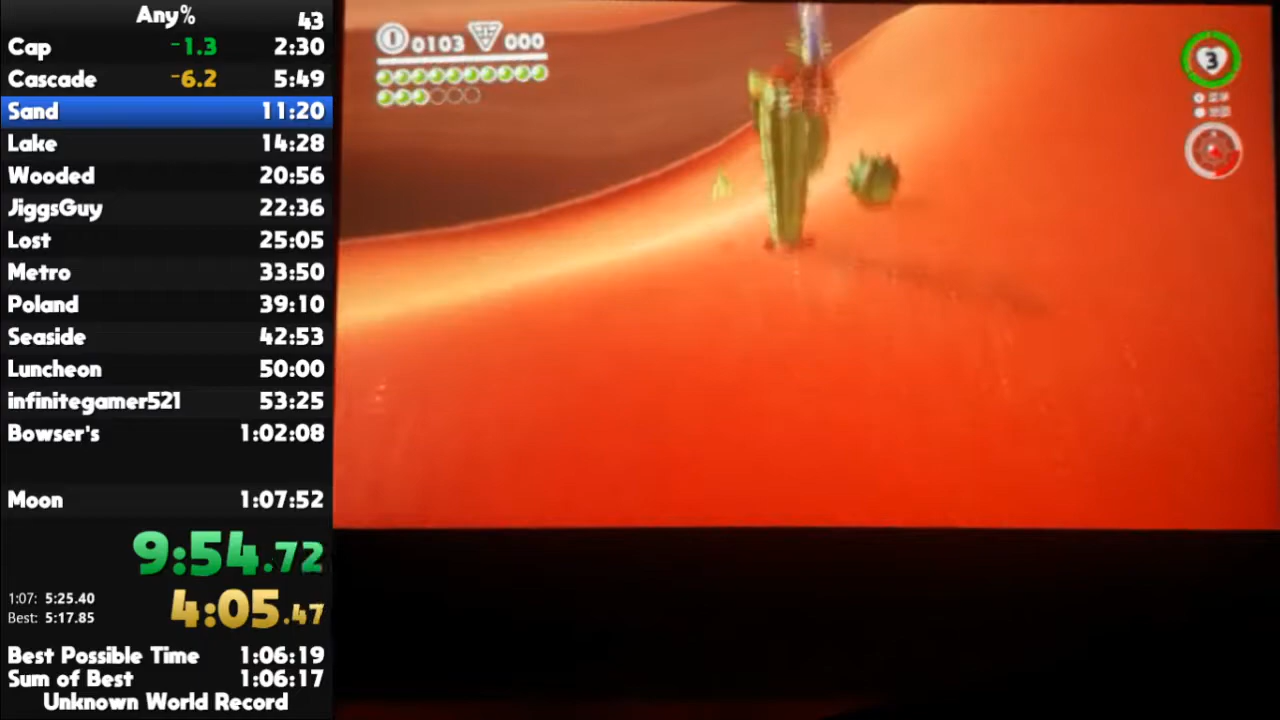 Any% 43
Cap -1.3 2:30
Cascade -6.2 5:49
Sand 11:20
Lake 14:28
Wooded 20:56
JiggsGuy 22:36
Lost 25:05
Metro 33:50
Poland 39:10
Seaside 42:53
Luncheon 50:00
infinitegamer521 53:25
Bowser's 1:02:08
Moon 1:07:52
9:54.72
1:07: 5:25.40
Best: 5:17.85
4:05.47
Best Possible Time 1:06:19
Sum of Best 1:06:17
Unknown World Record
0103 000
3